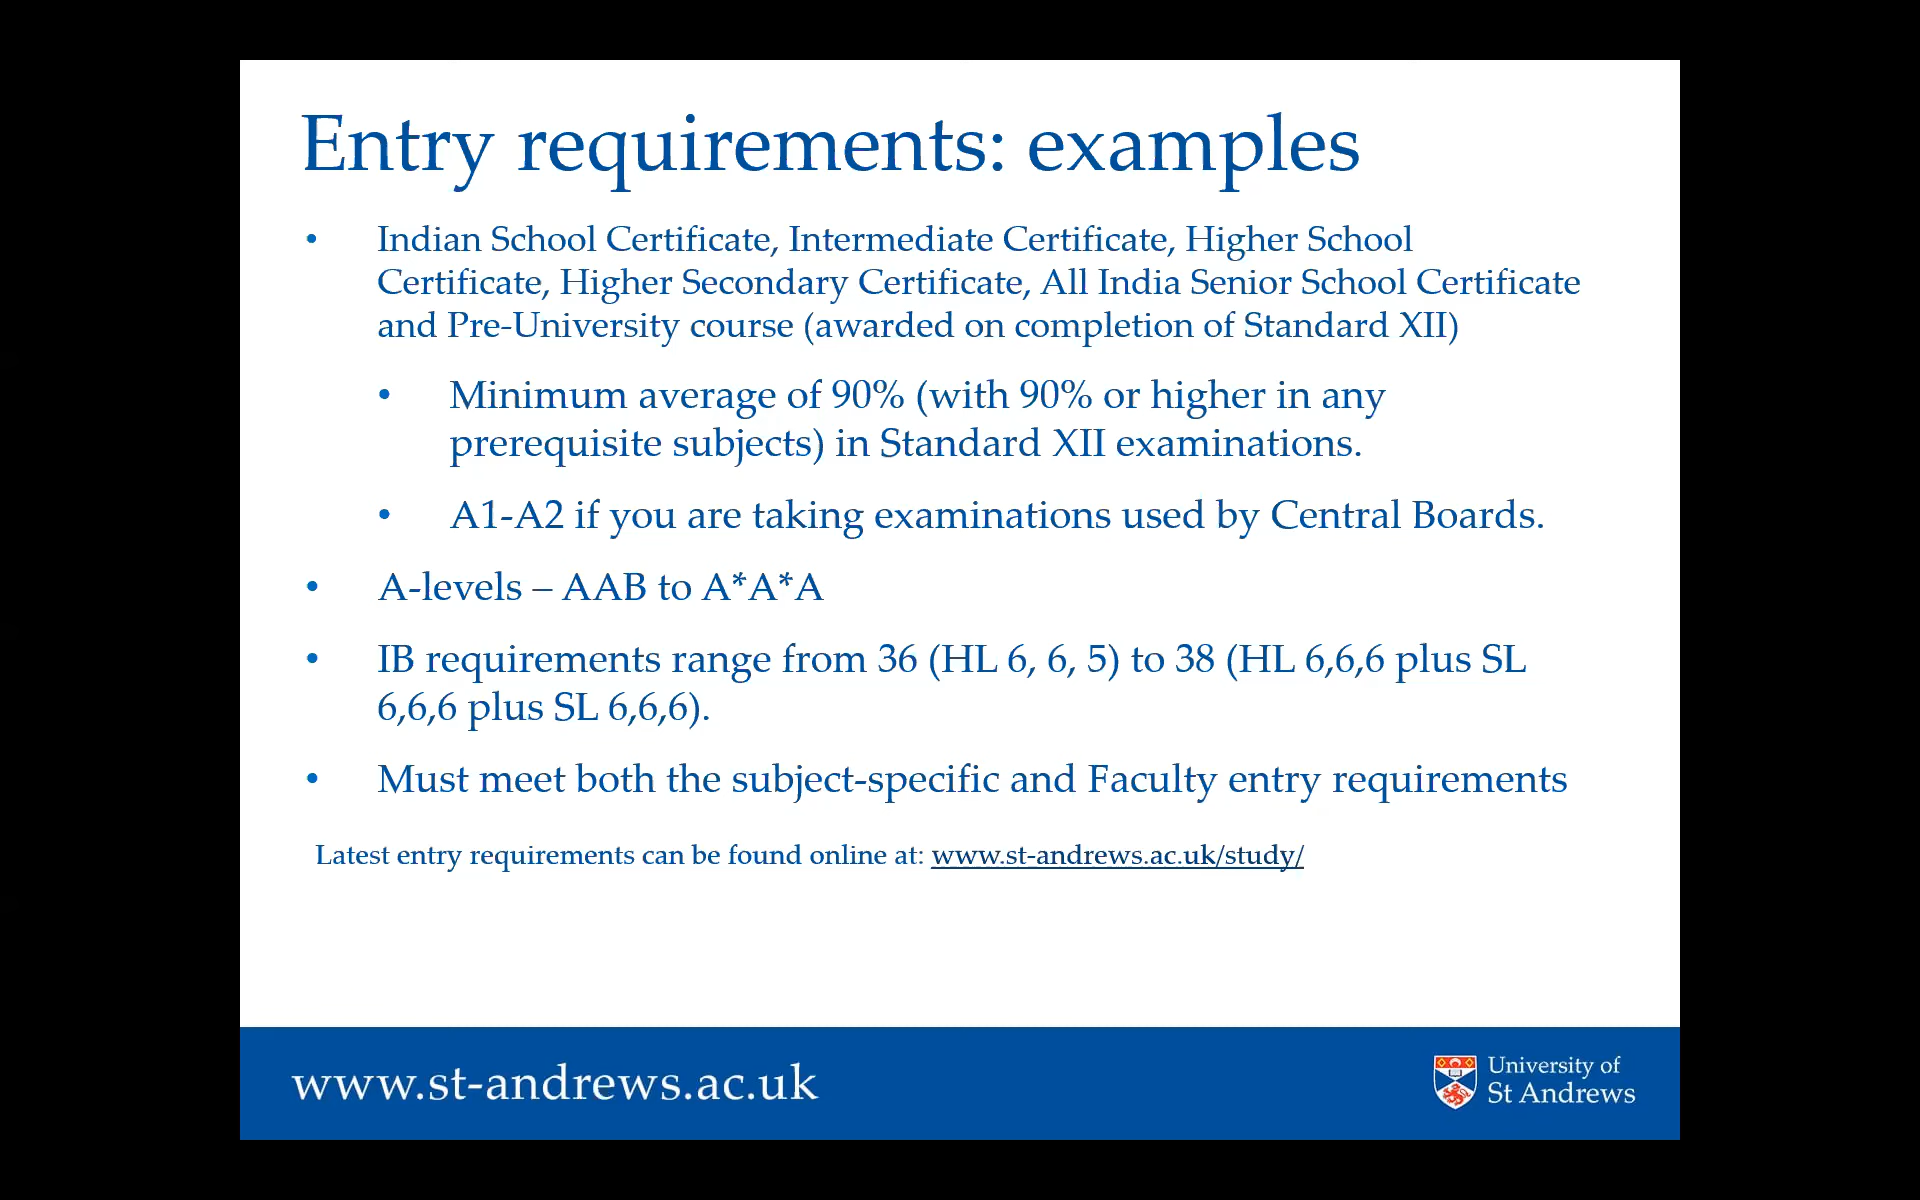 Entry requirements: examples
• Indian School Certificate, Intermediate Certificate, Higher School
Certificate, Higher Secondary Certificate, All India Senior School Certificate
and Pre-University course (awarded on completion of Standard XII)
• Minimum average of 90% (with 90% or higher in any
prerequisite subjects) in Standard XII examinations.
• A1-A2 if you are taking examinations used by Central Boards.
• A-levels – AAB to A*A*A
• IB requirements range from 36 (HL 6, 6, 5) to 38 (HL 6,6,6 plus SL
6,6,6 plus SL 6,6,6).
• Must meet both the subject-specific and Faculty entry requirements
Latest entry requirements can be found online at: www.st-andrews.ac.uk/study/
www.st-andrews.ac.uk
University of
St Andrews